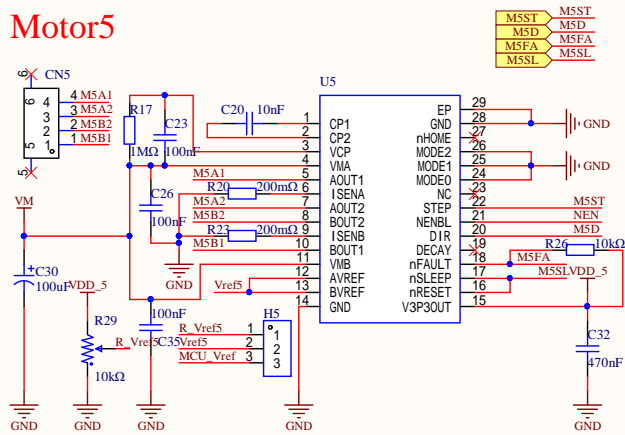 Motor5
M5ST M5ST
M5D M5D
M5FA M5FA
M5SL M5SL
CN5
6
6
5
5
4 4 M5A1
3 3 M5A2
2 2 M5B2
1 1 M5B1
R17
1MΩ
C23
100nF
C20 10nF
C26
100nF
R20 200mΩ
R23 200mΩ
M5A1
M5A2
M5B2
M5B1
GND
U5
1 CP1
2 CP2
3 VCP
4 VMA
5 AOUT1
6 ISENA
7 AOUT2
8 BOUT2
9 ISENB
10 BOUT1
11 VMB
12 AVREF
13 BVREF
14 GND
EP 29
GND 28
nHOME 27
MODE2 26
MODE1 25
MODE0 24
NC 23
STEP 22 M5ST
NENBL 21 NEN
DIR 20 M5D
DECAY 19
nFAULT 18 M5FA
nSLEEP 17 M5SL
nRESET 16
V3P3OUT 15
GND
GND
R26 10kΩ
VDD_5
C32
470nF
GND
VM
C30
100uF
GND
VDD_5
R29
R_Vref5
10kΩ
GND
100nF
C35
GND
Vref5
H5
R_Vref5 1 1
Vref5 2 2
MCU_Vref 3 3
GND